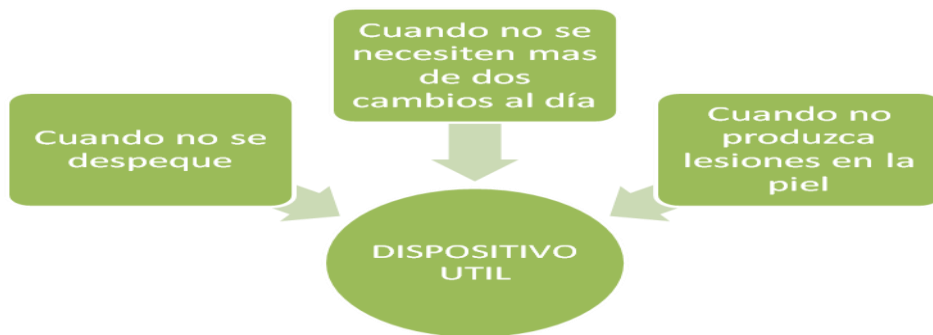 Cuando no se
despeque
Cuando no se
necesiten mas
de dos
cambios al día
Cuando no
produzca
lesiones en la
piel
DISPOSITIVO
UTIL